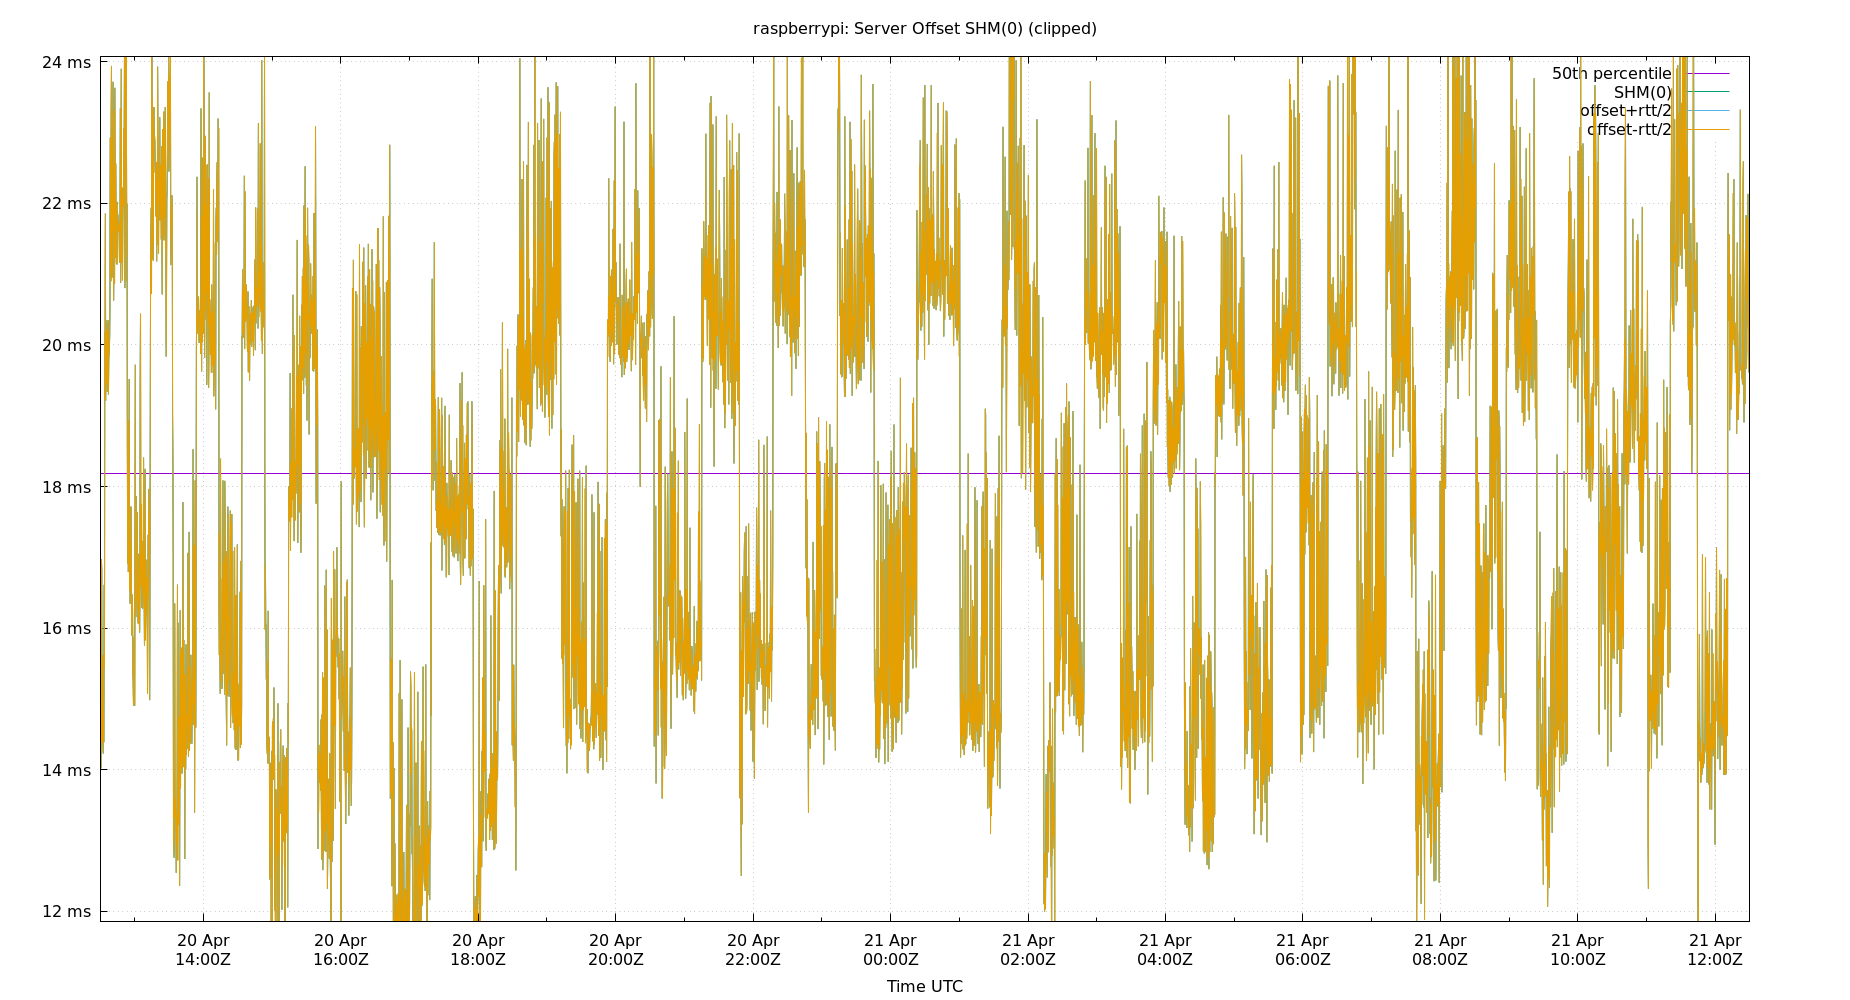 raspberrypi: Server Offset SHM(0) (clipped)
24 ms
22 ms
20 ms
18 ms
16 ms
14 ms
12 ms
50th percentile
SHM(0)
offset+rtt/2
offset-rtt/2
20 Apr 20 Apr 20 Apr 20 Apr 20 Apr 21 Apr 21 Apr 21 Apr 21 Apr 21 Apr 21 Apr 21 Apr
14:00Z 16:00Z 18:00Z 20:00Z 22:00Z 00:00Z 02:00Z 04:00Z 06:00Z 08:00Z 10:00Z 12:00Z
Time UTC